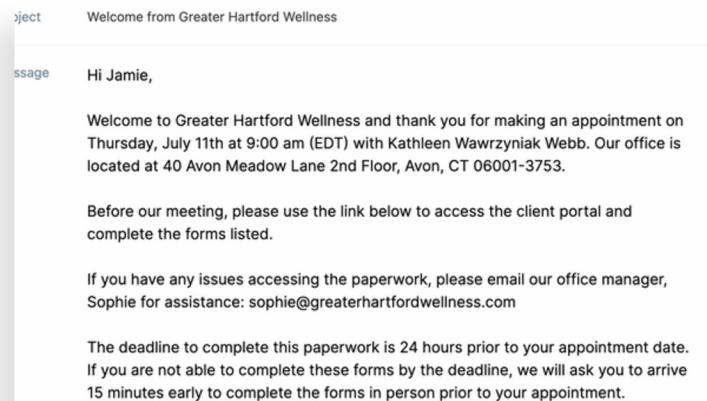 oject Welcome from Greater Hartford Wellness
ssage Hi Jamie,
Welcome to Greater Hartford Wellness and thank you for making an appointment on
Thursday, July 11th at 9:00 am (EDT) with Kathleen Wawrzyniak Webb. Our office is
located at 40 Avon Meadow Lane 2nd Floor, Avon, CT 06001-3753.
Before our meeting, please use the link below to access the client portal and
complete the forms listed.
If you have any issues accessing the paperwork, please email our office manager,
Sophie for assistance: sophie@greaterhartfordwellness.com
The deadline to complete this paperwork is 24 hours prior to your appointment date.
If you are not able to complete these forms by the deadline, we will ask you to arrive
15 minutes early to complete the forms in person prior to your appointment.